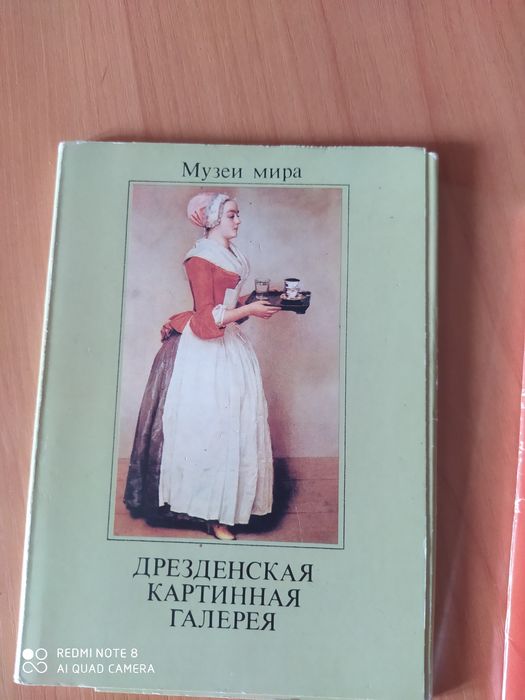 Музеи мира
ДРЕЗДЕНСКАЯ
КАРТИННАЯ
ГАЛЕРЕЯ
REDMI NOTE 8
AI QUAD CAMERA